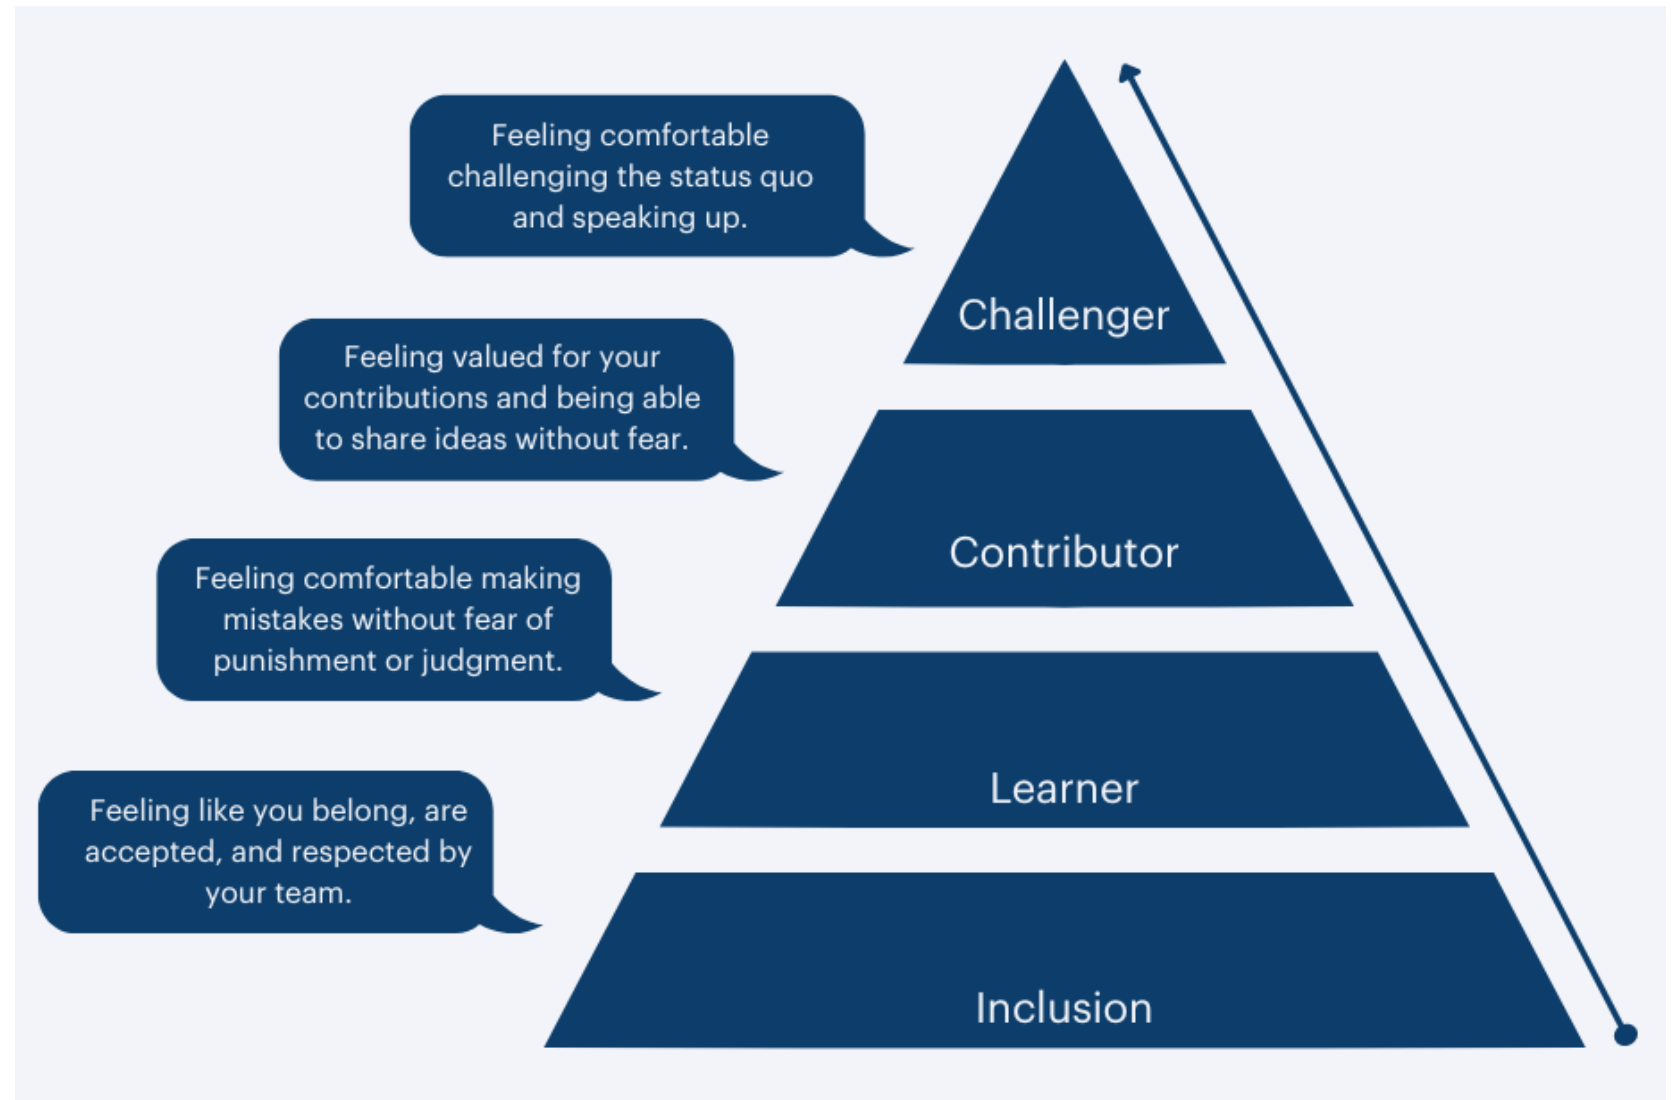 Feeling comfortable
challenging the status quo
and speaking up.
Challenger
Feeling valued for your
contributions and being able
to share ideas without fear.
Contributor
Feeling comfortable making
mistakes without fear of
punishment or judgment.
Learner
Feeling like you belong, are
accepted, and respected by
your team.
Inclusion